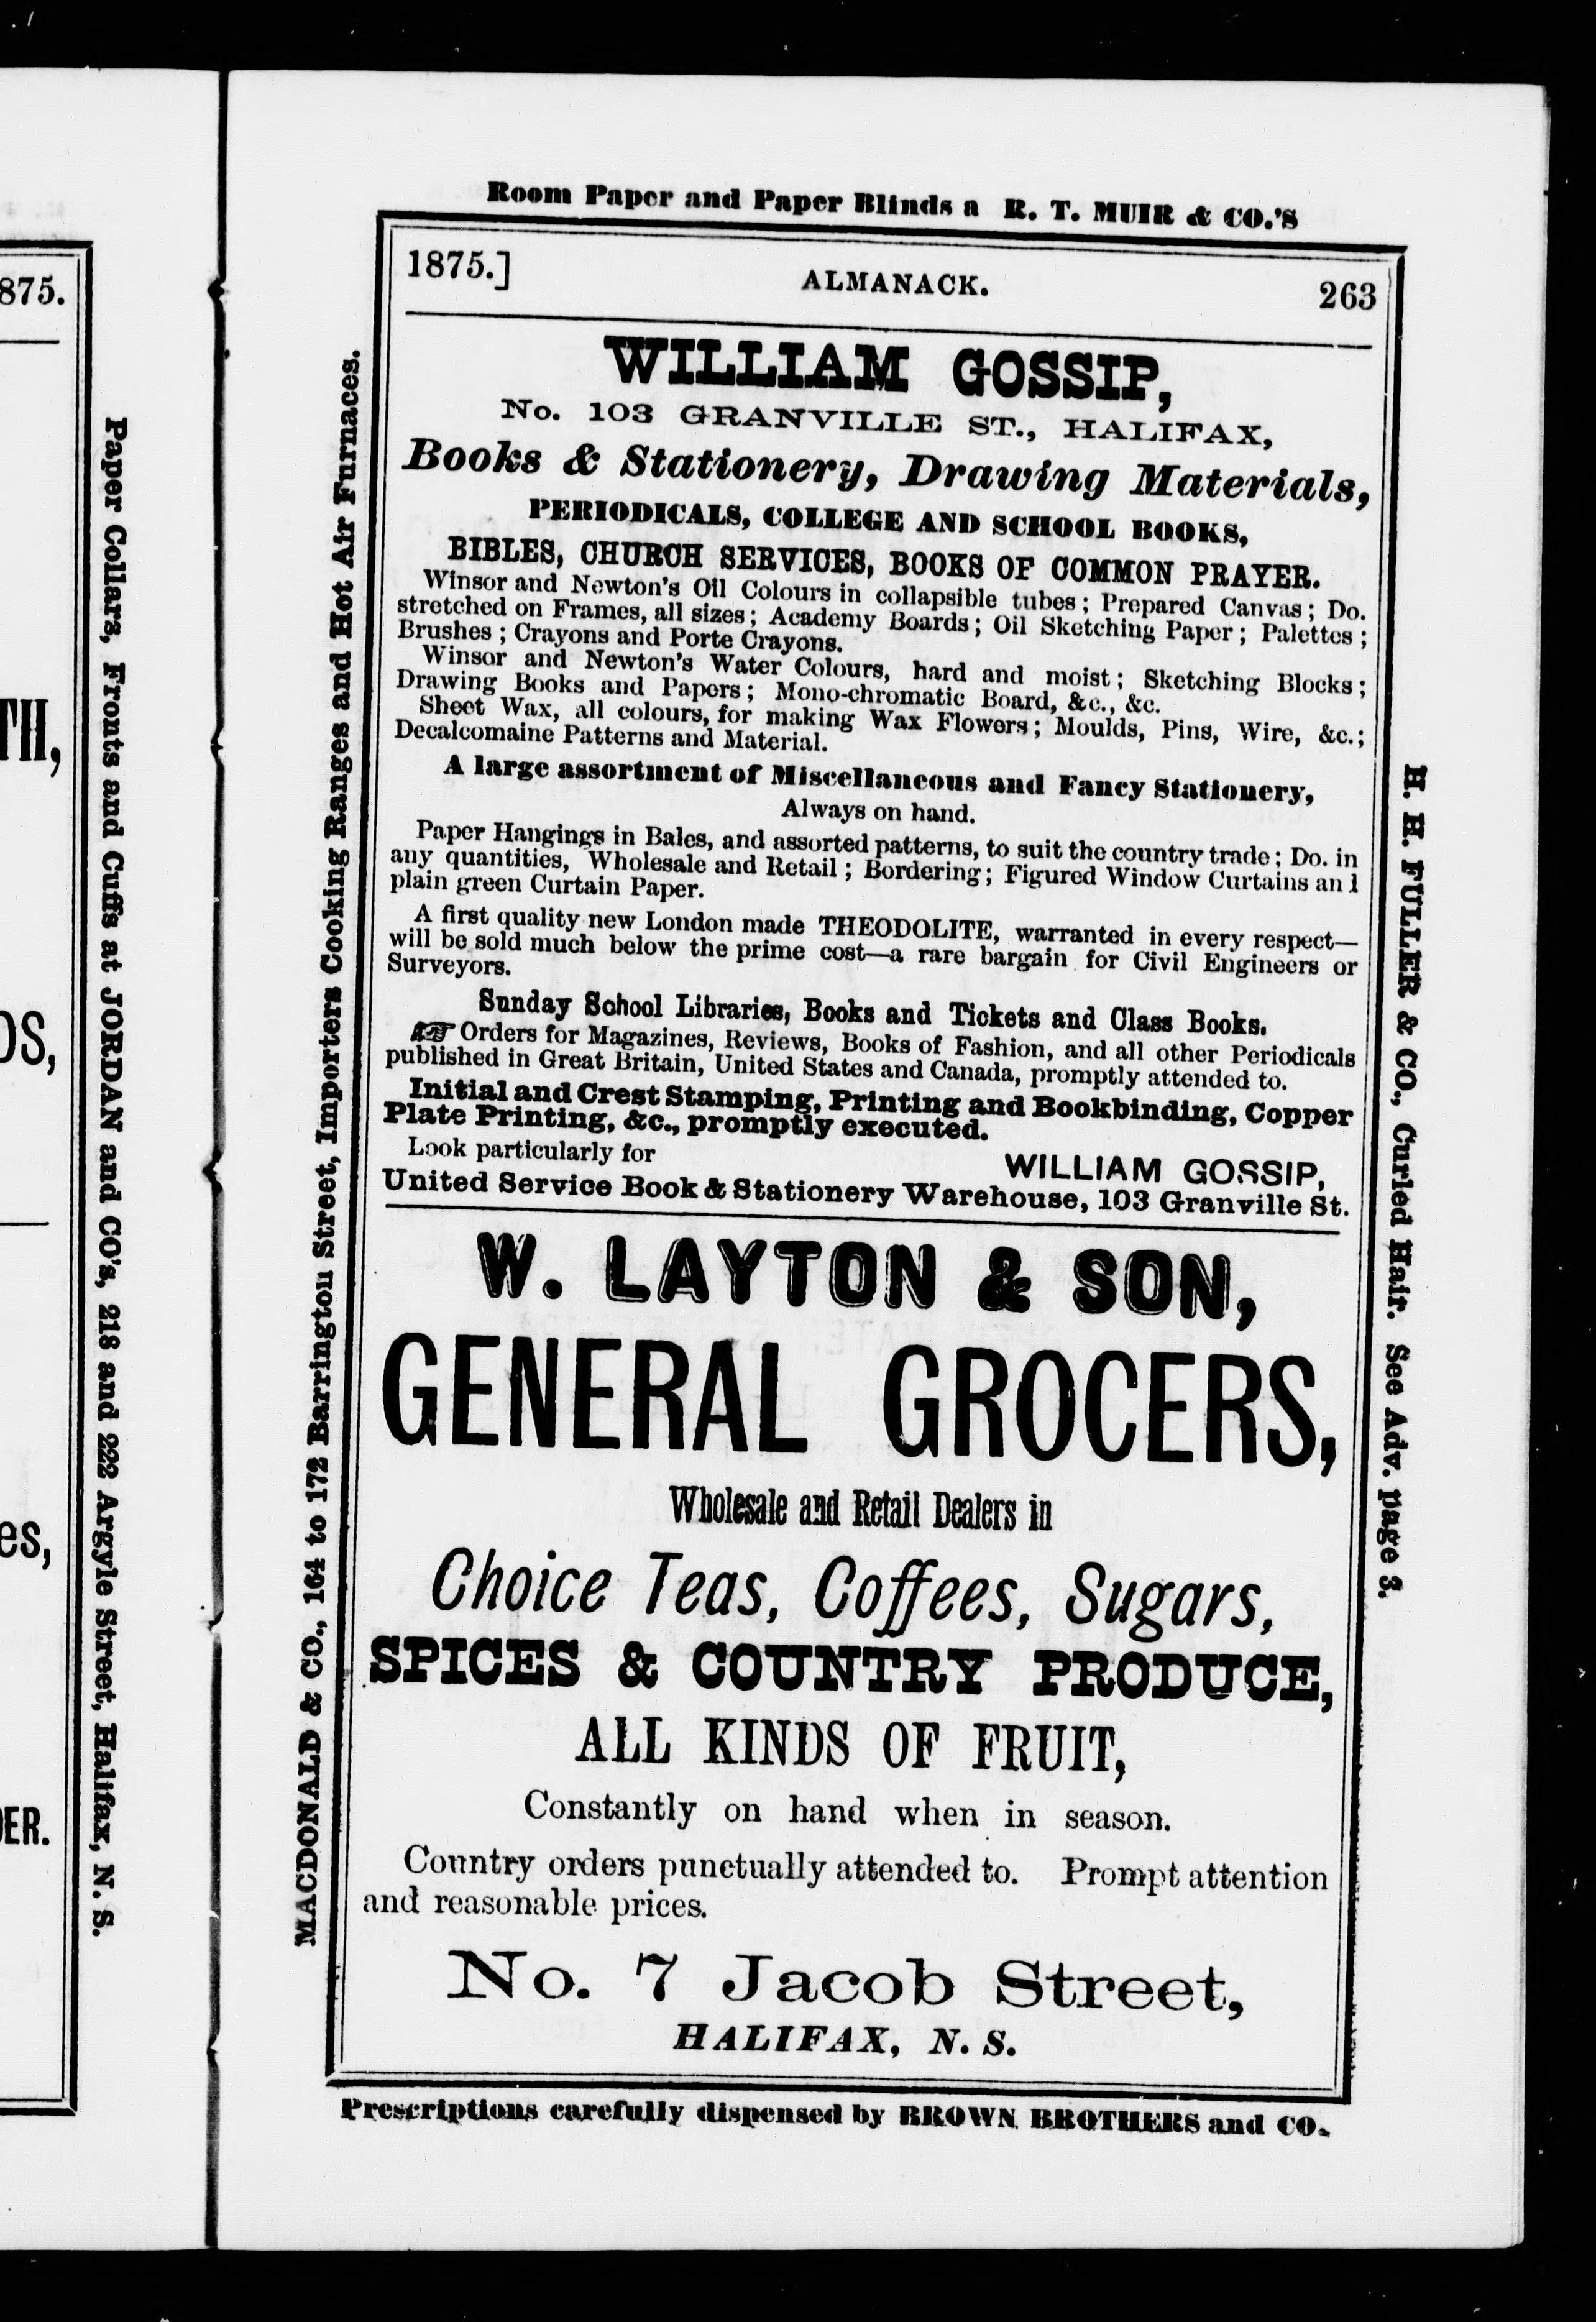 875.
TH,
OS,
es,
DER.
Paper Collars, Fronts and Cuffs at JORDAN and CO's, 218 and 222 Argyle Street, Halifax, N. S.
Room Paper and Paper Blinds a R. T. MUIR & CO.'S
1875.] ALMANACK. 263
WILLIAM GOSSIP,
No. 103 GRANVILLE ST., HALIFAX,
Books & Stationery, Drawing Materials,
PERIODICALS, COLLEGE AND SCHOOL BOOKS,
BIBLES, CHURCH SERVICES, BOOKS OF COMMON PRAYER.
Winsor and Newton's Oil Colours in collapsible tubes; Prepared Canvas; Do.
stretched on Frames, all sizes; Academy Boards; Oil Sketching Paper; Palettes;
Brushes; Crayons and Porte Crayons.
Winsor and Newton's Water Colours, hard and moist; Sketching Blocks;
Drawing Books and Papers; Mono-chromatic Board, &c., &c.
Sheet Wax, all colours, for making Wax Flowers; Moulds, Pins, Wire, &c.;
Decalcomaine Patterns and Material.
A large assortment of Miscellaneous and Fancy Stationery,
Always on hand.
Paper Hangings in Bales, and assorted patterns, to suit the country trade; Do. in
any quantities, Wholesale and Retail; Bordering; Figured Window Curtains and
plain green Curtain Paper.
A first quality new London made THEODOLITE, warranted in every respect—
will be sold much below the prime cost—a rare bargain for Civil Engineers or
Surveyors.
Sunday School Libraries, Books and Tickets and Class Books.
☞ Orders for Magazines, Reviews, Books of Fashion, and all other Periodicals
published in Great Britain, United States and Canada, promptly attended to.
Initial and Crest Stamping, Printing and Bookbinding, Copper
Plate Printing, &c., promptly executed.
Look particularly for
WILLIAM GOSSIP,
United Service Book & Stationery Warehouse, 103 Granville St.
W. LAYTON & SON,
GENERAL GROCERS,
Wholesale and Retail Dealers in
Choice Teas, Coffees, Sugars,
SPICES & COUNTRY PRODUCE,
ALL KINDS OF FRUIT,
Constantly on hand when in season.
Country orders punctually attended to. Prompt attention
and reasonable prices.
No. 7 Jacob Street,
HALIFAX, N. S.
Prescriptions carefully dispensed by BROWN BROTHERS and CO.
MACDONALD & CO., 164 to 172 Barrington Street, Importers Cooking Ranges and Hot Air Furnaces.
H. H. FULLER & CO., Curled Hair. See Adv. page 3.